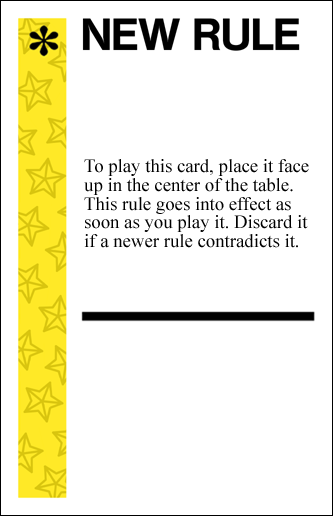 * NEW RULE
To play this card, place it face
up in the center of the table.
This rule goes into effect as
soon as you play it. Discard it
if a newer rule contradicts it.